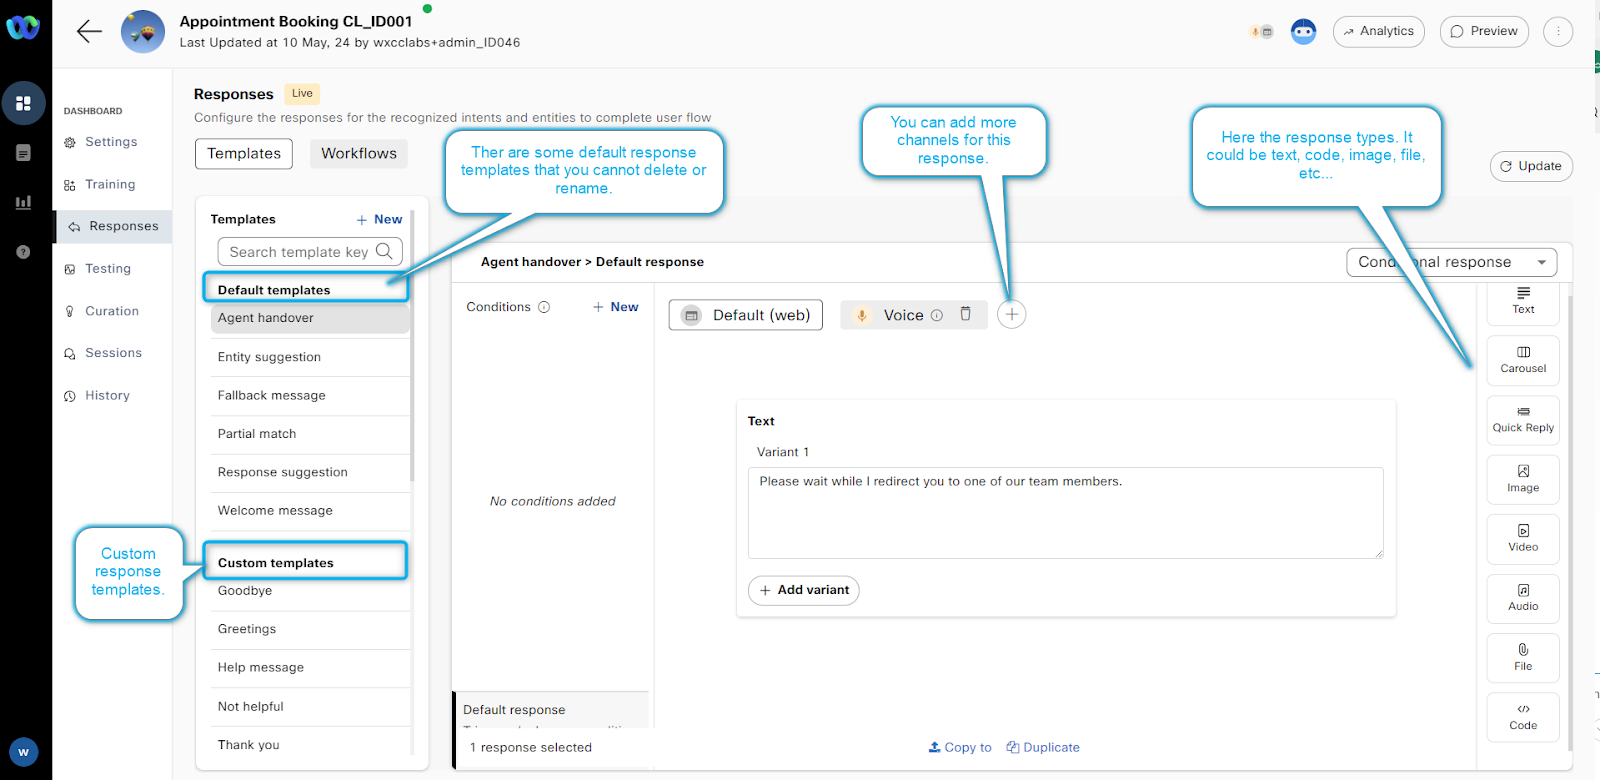 Appointment Booking CL_ID001
Last Updated at 10 May, 24 by wxcclabs+admin_ID046
Analytics
Preview
DASHBOARD
Settings
Training
Responses
Testing
Curation
Sessions
History
Responses
Live
Configure the responses for the recognized intents and entities to complete user flow
Templates
Workflows
Ther are some default response
templates that you cannot delete or
rename.
You can add more
channels for this
response.
Here the response types. It
could be text, code, image, file,
etc...
Update
Templates
+ New
Search template key
Default templates
Agent handover
Entity suggestion
Fallback message
Partial match
Response suggestion
Welcome message
Custom templates
Goodbye
Greetings
Help message
Not helpful
Thank you
Custom
response
templates.
Agent handover > Default response
Conditional response
Conditions
+ New
Default (web)
Voice
No conditions added
Text
Variant 1
Please wait while I redirect you to one of our team members.
+ Add variant
Default response
1 response selected
Copy to
Duplicate
Text
Carousel
Quick Reply
Image
Video
Audio
File
Code
W